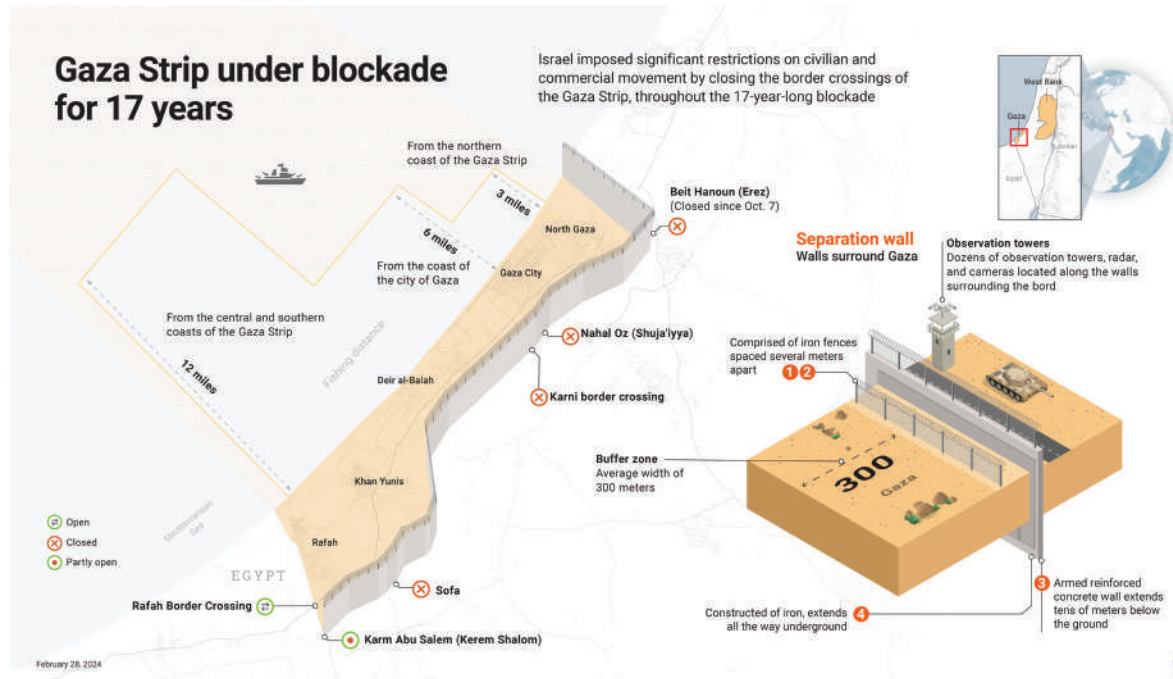 Gaza Strip under blockade
for 17 years
Israel imposed significant restrictions on civilian and
commercial movement by closing the border crossings of
the Gaza Strip, throughout the 17-year-long blockade
West Bank
Gaza
Jordan
Egypt
From the northern
coast of the Gaza Strip
3 miles
6 miles
From the coast of
the city of Gaza
From the central and southern
coasts of the Gaza Strip
12 miles
Fishing distance
Mediterranean
Sea
North Gaza
Gaza City
Deir al-Balah
Khan Yunis
Rafah
EGYPT
Beit Hanoun (Erez)
(Closed since Oct. 7)
Nahal Oz (Shuja'iyya)
Karni border crossing
Sofa
Rafah Border Crossing
Karm Abu Salem (Kerem Shalom)
Open
Closed
Partly open
Separation wall
Walls surround Gaza
Observation towers
Dozens of observation towers, radar,
and cameras located along the walls
surrounding the bord
Comprised of iron fences
spaced several meters
apart 1 2
Buffer zone
Average width of
300 meters
300
Gaza
3 Armed reinforced
concrete wall extends
tens of meters below
the ground
Constructed of iron, extends 4
all the way underground
February 28, 2024